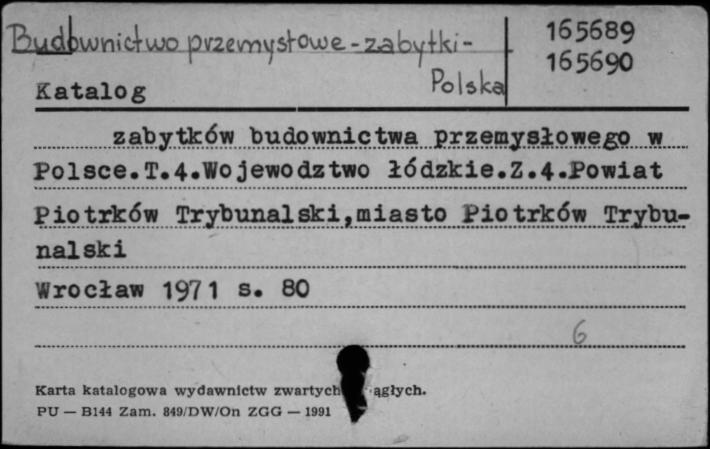 Budownictwo przemysłowe - zabytki -
Polska
165689
165690
Katalog
zabytków budownictwa przemysłowego w
Polsce.T.4.Województwo łódzkie.Z.4.Powiat
Piotrków Trybunalski,miasto Piotrków Trybu-
nalski
Wrocław 1971 s. 80
6
Karta katalogowa wydawnictw zwartych ągłych.
PU — B144 Zam. 849/DW/On ZGG — 1991